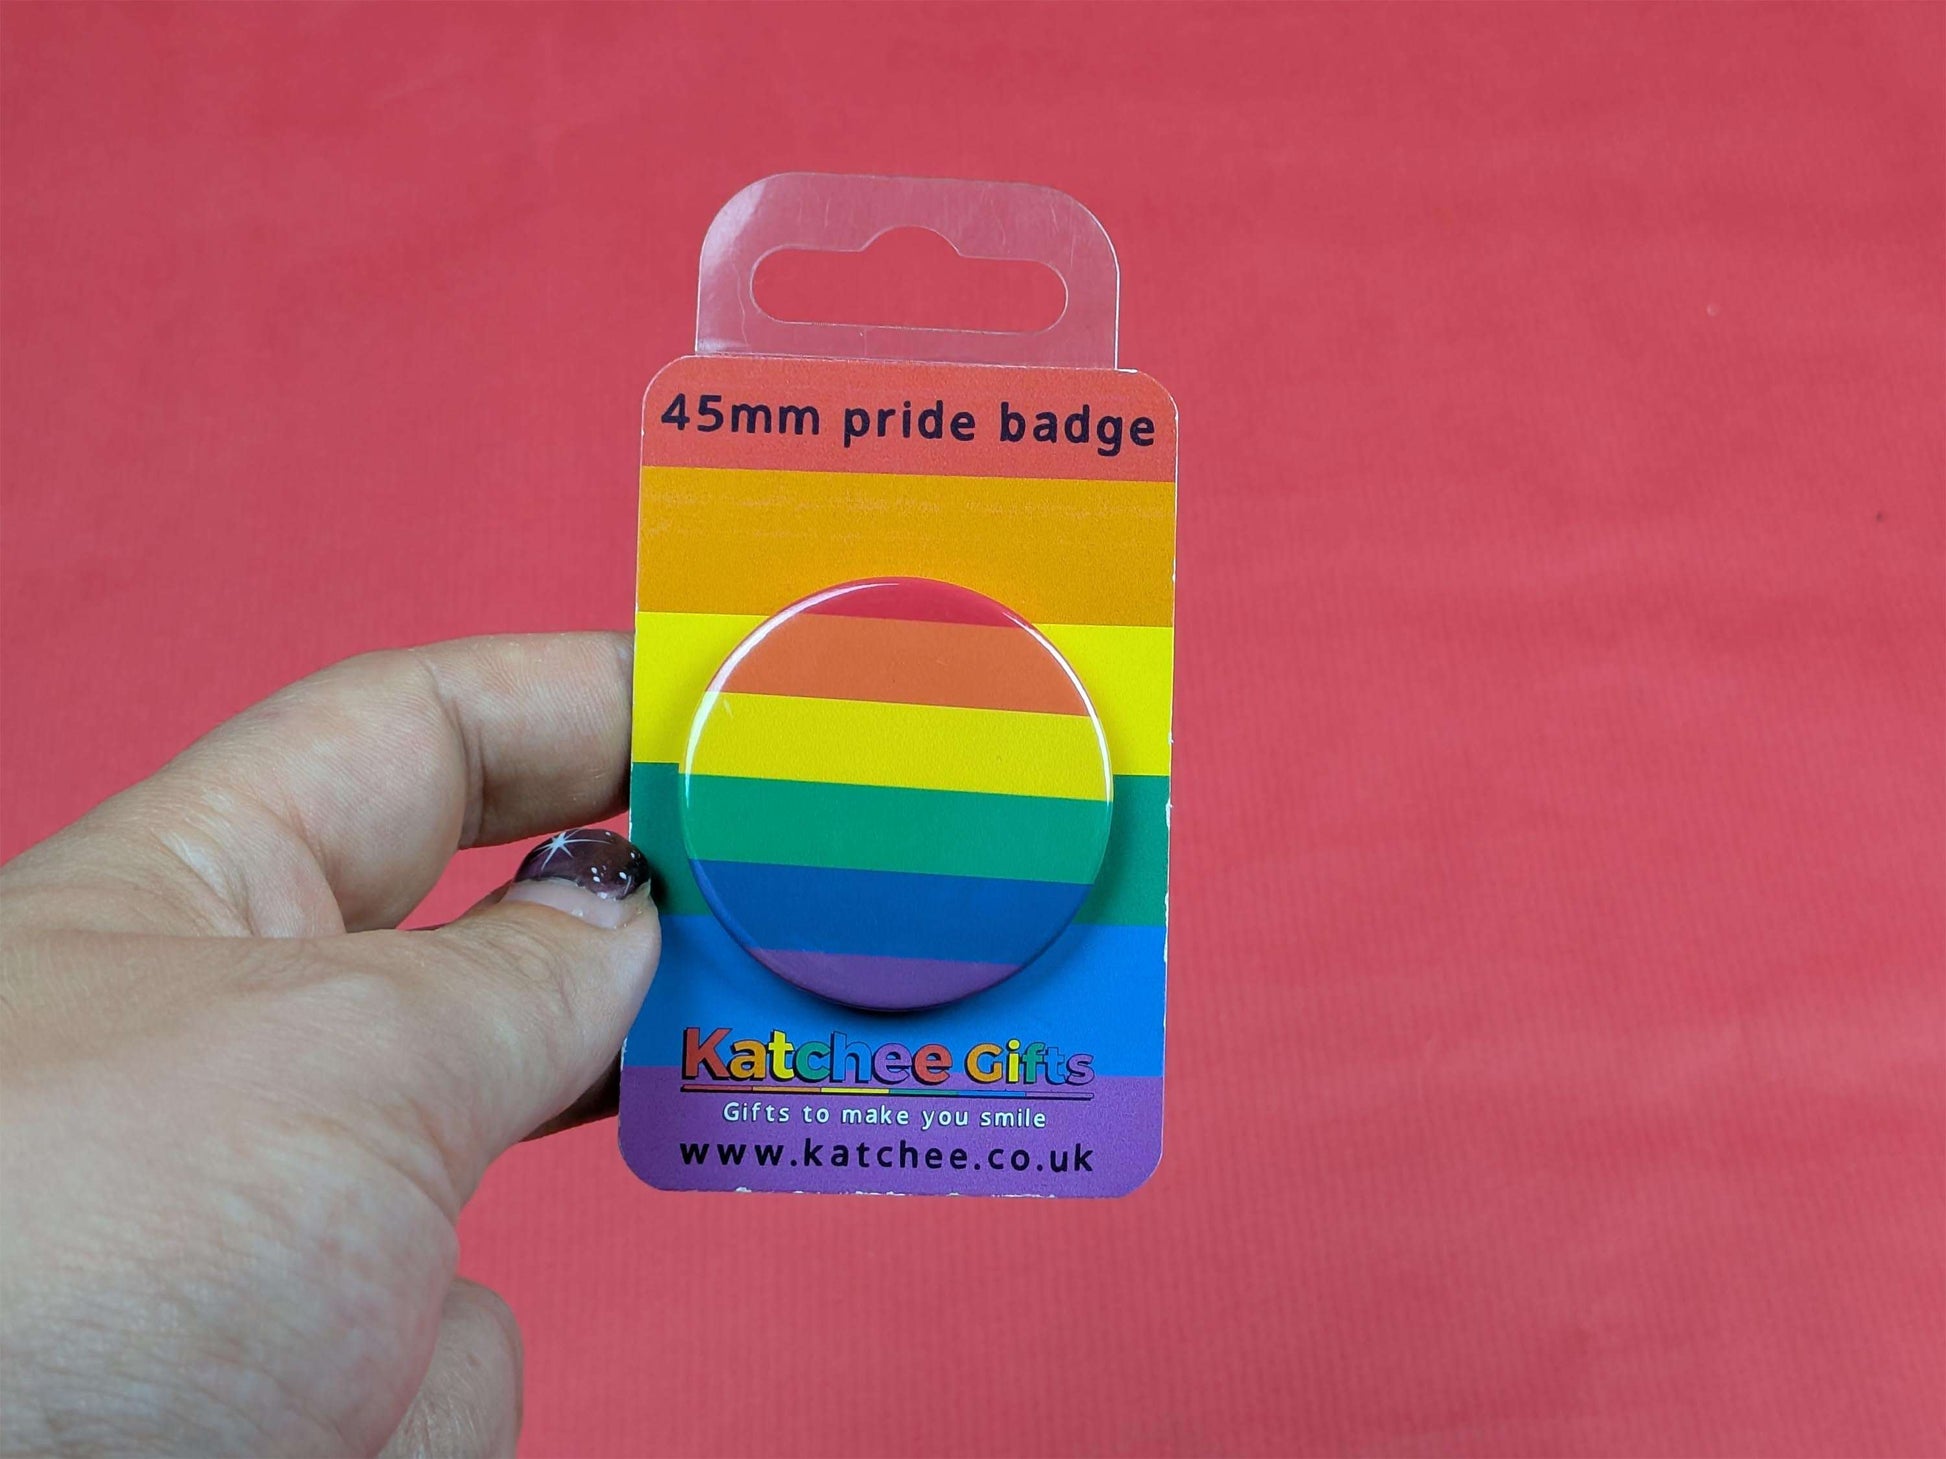 45mm pride badge
Katchee Gifts
Gifts to make you smile
www.katchee.co.uk